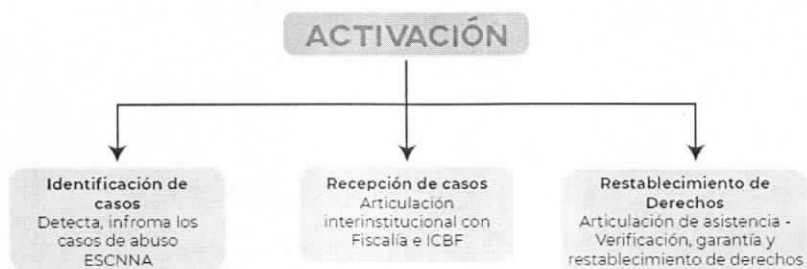 ACTIVACIÓN
Identificación de
casos
Detecta, infroma los
casos de abuso
ESCNNA
Recepción de casos
Articulación
interinstitucional con
Fiscalía e ICBF
Restablecimiento de
Derechos
Articulación de asistencia -
Verificación, garantía y
restablecimiento de derechos